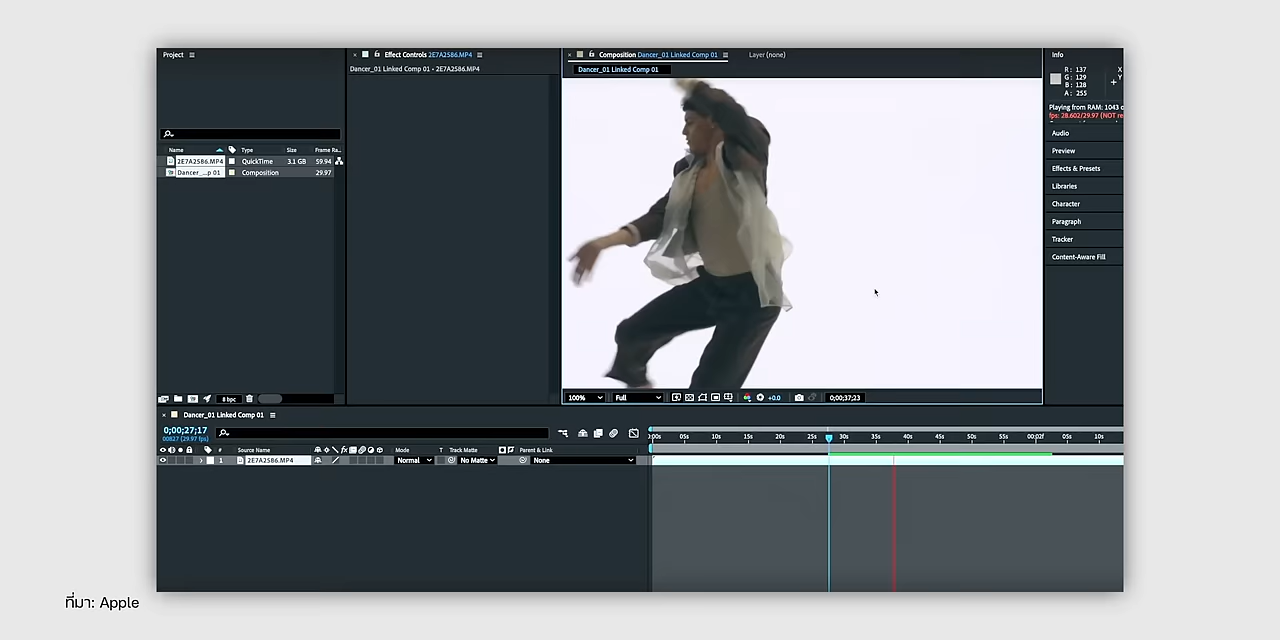 Project
Effect Controls 2E7A2586.MP4
Composition Dancer_01 Linked Comp 01
Layer (none)
Info
Dancer_01 Linked Comp 01 • 2E7A2586.MP4
Dancer_01 Linked Comp 01
R: 137
G: 129
B: 128
A: 255
X
Y
Playing from RAM: 1043 o
fps: 28.602/29.97 (NOT re
Audio
Preview
Effects & Presets
Libraries
Character
Paragraph
Tracker
Content-Aware Fill
Name Type Size Frame Ra..
2E7A2586.MP4 QuickTime 3.1 GB 59.94
Dancer_...p 01 Composition 29.97
8 bpc
100% Full +0.0 0;00;37;23
Dancer_01 Linked Comp 01
0;00;27;17
00827 (29.97 fps)
:00s 05s 10s 15s 20s 25s 30s 35s 40s 45s 50s 55s 00:02f 05s 10s
# Source Name fx Mode T Track Matte Parent & Link
1 2E7A2586.MP4 Normal No Matte None
ที่มา: Apple